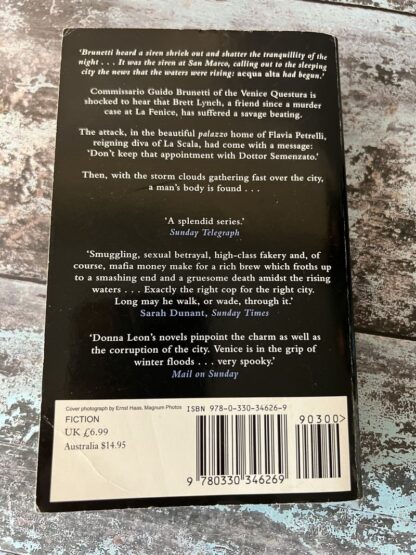 'Brunetti heard a siren shriek out and shatter the tranquillity of the
night . . . It was the siren at San Marco, calling out to the sleeping
city the news that the waters were rising: acqua alta had begun.'
Commissario Guido Brunetti of the Venice Questura is
shocked to hear that Brett Lynch, a friend since a murder
case at La Fenice, has suffered a savage beating.
The attack, in the beautiful palazzo home of Flavia Petrelli,
reigning diva of La Scala, had come with a message:
'Don't keep that appointment with Dottor Semenzato.'
Then, with the storm clouds gathering fast over the city,
a man's body is found . . .
'A splendid series.'
Sunday Telegraph
'Smuggling, sexual betrayal, high-class fakery and, of
course, mafia money make for a rich brew which froths up
to a smashing end and a gruesome death amidst the rising
waters . . . Exactly the right cop for the right city.
Long may he walk, or wade, through it.'
Sarah Dunant, Sunday Times
'Donna Leon's novels pinpoint the charm as well as
the corruption of the city. Venice is in the grip of
winter floods . . . very spooky.'
Mail on Sunday
Cover photograph by Ernst Haas, Magnum Photos
FICTION
UK £6.99
Australia $14.95
ISBN 978-0-330-34626-9
90300>
9 780330 346269